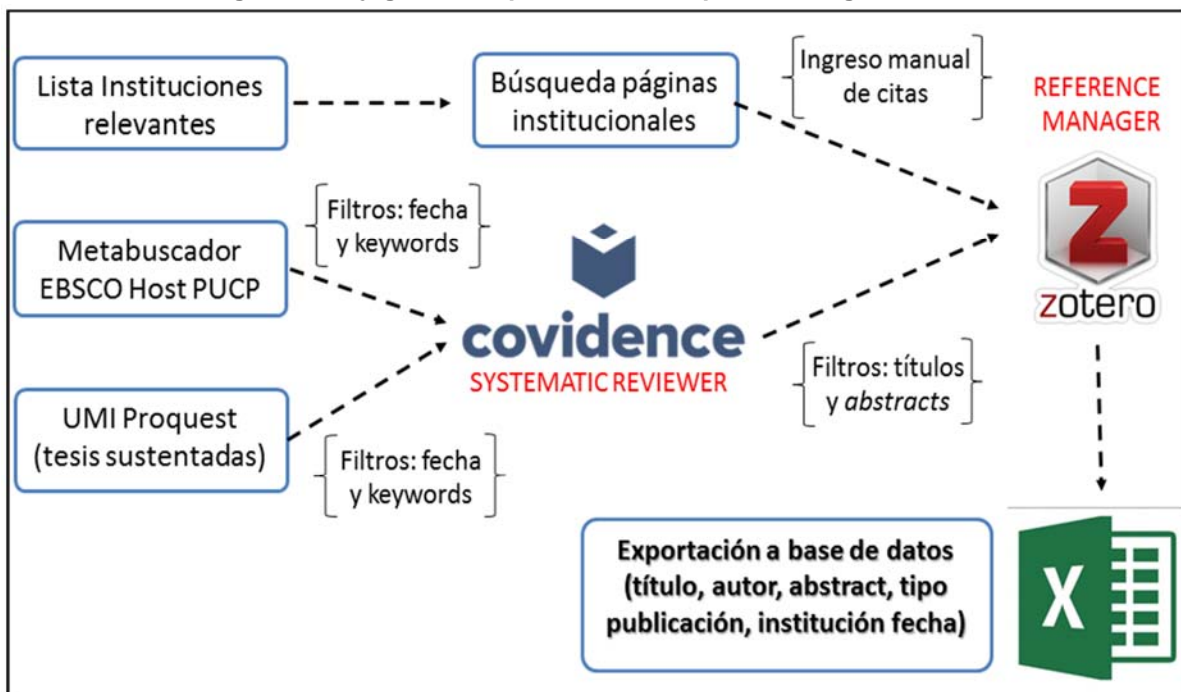 Lista Instituciones
relevantes
Búsqueda páginas
institucionales
Ingreso manual
de citas
REFERENCE
MANAGER
Z
zotero
Metabuscador
EBSCO Host PUCP
Filtros: fecha
y keywords
covidence
SYSTEMATIC REVIEWER
Filtros: títulos
y abstracts
UMI Proquest
(tesis sustentadas)
Filtros: fecha
y keywords
Exportación a base de datos
(título, autor, abstract, tipo
publicación, institución fecha)
X